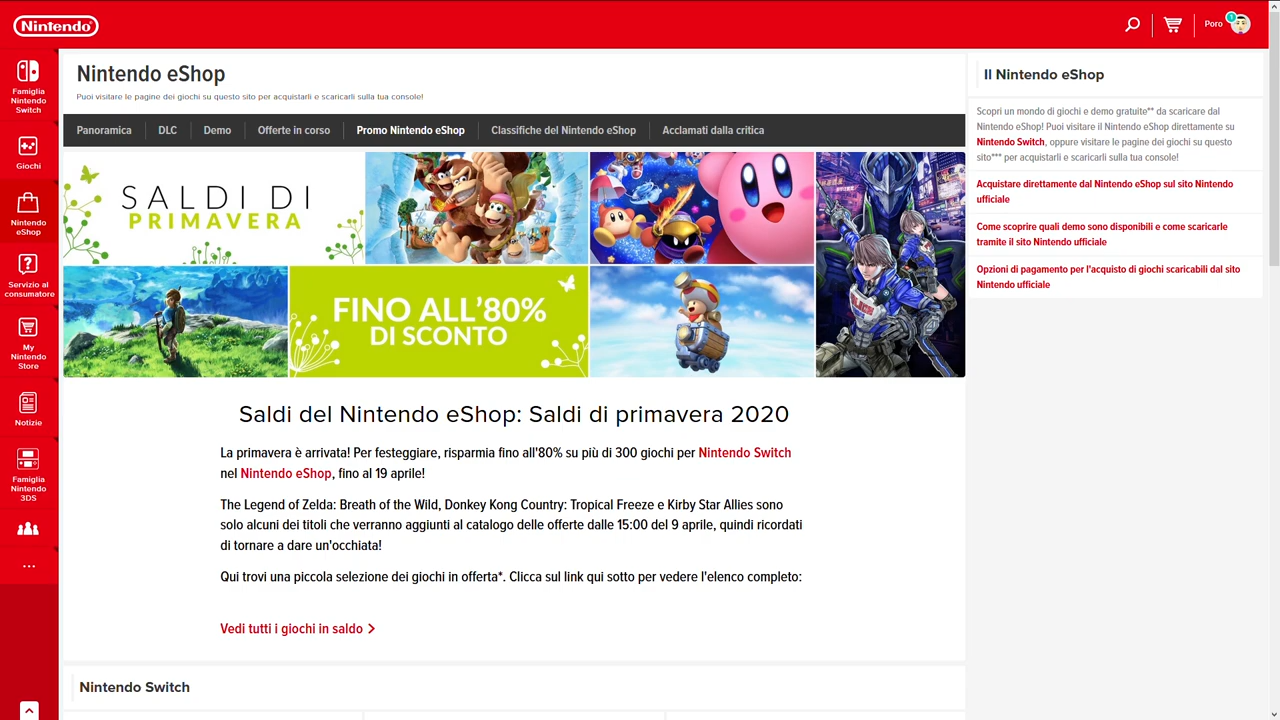 Nintendo
Poro
1
Famiglia
Nintendo
Switch
Giochi
Nintendo
eShop
Servizio al
consumatore
My
Nintendo
Store
Notizie
Famiglia
Nintendo
3DS
...
Nintendo eShop
Puoi visitare le pagine dei giochi su questo sito per acquistarli e scaricarli sulla tua console!
Panoramica
DLC
Demo
Offerte in corso
Promo Nintendo eShop
Classifiche del Nintendo eShop
Acclamati dalla critica
SALDI DI
PRIMAVERA
FINO ALL'80%
DI SCONTO
Saldi del Nintendo eShop: Saldi di primavera 2020
La primavera è arrivata! Per festeggiare, risparmia fino all'80% su più di 300 giochi per Nintendo Switch
nel Nintendo eShop, fino al 19 aprile!
The Legend of Zelda: Breath of the Wild, Donkey Kong Country: Tropical Freeze e Kirby Star Allies sono
solo alcuni dei titoli che verranno aggiunti al catalogo delle offerte dalle 15:00 del 9 aprile, quindi ricordati
di tornare a dare un'occhiata!
Qui trovi una piccola selezione dei giochi in offerta*. Clicca sul link qui sotto per vedere l'elenco completo:
Vedi tutti i giochi in saldo
Nintendo Switch
Il Nintendo eShop
Scopri un mondo di giochi e demo gratuite** da scaricare dal
Nintendo eShop! Puoi visitare il Nintendo eShop direttamente su
Nintendo Switch, oppure visitare le pagine dei giochi su questo
sito*** per acquistarli e scaricarli sulla tua console!
Acquistare direttamente dal Nintendo eShop sul sito Nintendo
ufficiale
Come scoprire quali demo sono disponibili e come scaricarle
tramite il sito Nintendo ufficiale
Opzioni di pagamento per l'acquisto di giochi scaricabili dal sito
Nintendo ufficiale